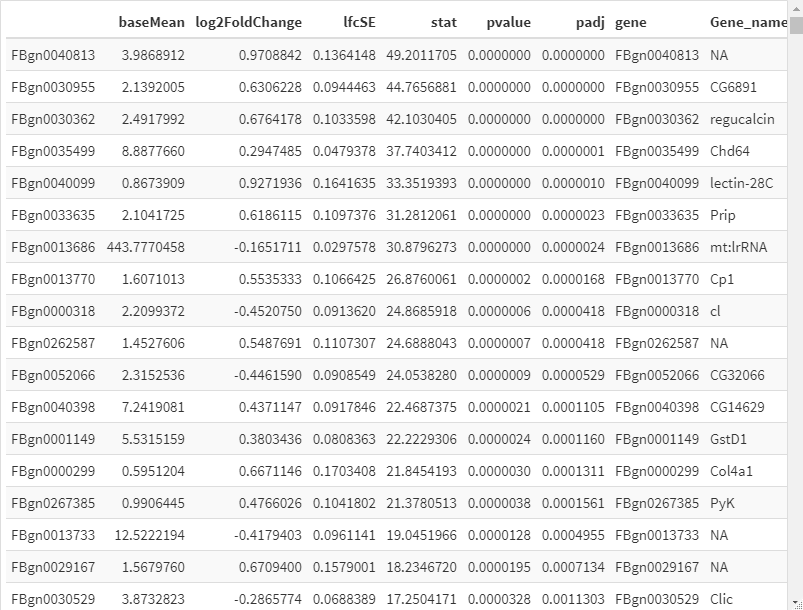 baseMean log2FoldChange lfcSE stat pvalue padj gene Gene_name
FBgn0040813 3.9868912 0.9708842 0.1364148 49.2011705 0.0000000 0.0000000 FBgn0040813 NA
FBgn0030955 2.1392005 0.6306228 0.0944463 44.7656881 0.0000000 0.0000000 FBgn0030955 CG6891
FBgn0030362 2.4917992 0.6764178 0.1033598 42.1030405 0.0000000 0.0000000 FBgn0030362 regucalcin
FBgn0035499 8.8877660 0.2947485 0.0479378 37.7403412 0.0000000 0.0000001 FBgn0035499 Chd64
FBgn0040099 0.8673909 0.9271936 0.1641635 33.3519393 0.0000000 0.0000010 FBgn0040099 lectin-28C
FBgn0033635 2.1041725 0.6186115 0.1097376 31.2812061 0.0000000 0.0000023 FBgn0033635 Prip
FBgn0013686 443.7770458 -0.1651711 0.0297578 30.8796273 0.0000000 0.0000024 FBgn0013686 mt:lrRNA
FBgn0013770 1.6071013 0.5535333 0.1066425 26.8760061 0.0000002 0.0000168 FBgn0013770 Cp1
FBgn0000318 2.2099372 -0.4520750 0.0913620 24.8685918 0.0000006 0.0000418 FBgn0000318 cl
FBgn0262587 1.4527606 0.5487691 0.1107307 24.6888043 0.0000007 0.0000418 FBgn0262587 NA
FBgn0052066 2.3152536 -0.4461590 0.0908549 24.0538280 0.0000009 0.0000529 FBgn0052066 CG32066
FBgn0040398 7.2419081 0.4371147 0.0917846 22.4687375 0.0000021 0.0001105 FBgn0040398 CG14629
FBgn0001149 5.5315159 0.3803436 0.0808363 22.2229306 0.0000024 0.0001160 FBgn0001149 GstD1
FBgn0000299 0.5951204 0.6671146 0.1703408 21.8454193 0.0000030 0.0001311 FBgn0000299 Col4a1
FBgn0267385 0.9906445 0.4766026 0.1041802 21.3780513 0.0000038 0.0001561 FBgn0267385 PyK
FBgn0013733 12.5222194 -0.4179403 0.0961141 19.0451966 0.0000128 0.0004955 FBgn0013733 NA
FBgn0029167 1.5679760 0.6709400 0.1579001 18.2346720 0.0000195 0.0007134 FBgn0029167 NA
FBgn0030529 3.8732823 -0.2865774 0.0688389 17.2504171 0.0000328 0.0011303 FBgn0030529 Clic